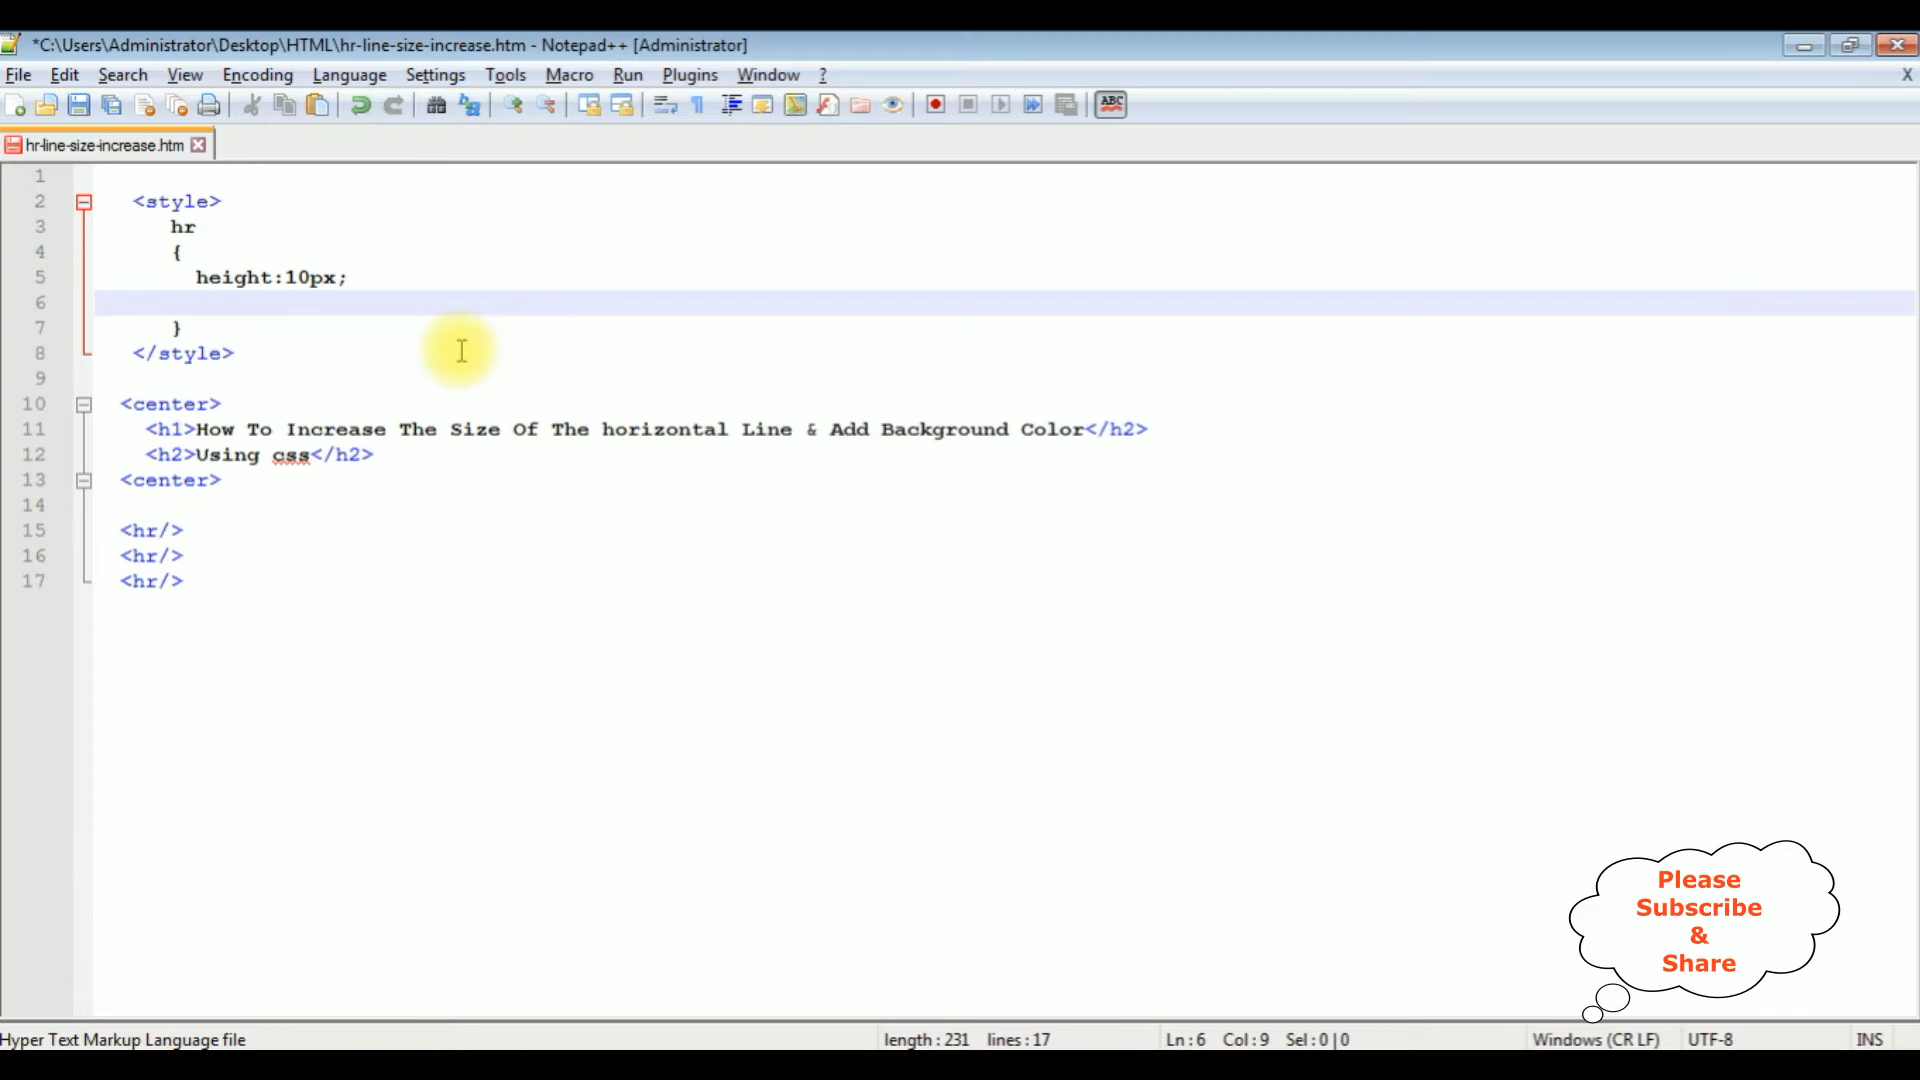 *C:\Users\Administrator\Desktop\HTML\hr-line-size-increase.htm - Notepad++ [Administrator]
File Edit Search View Encoding Language Settings Tools Macro Run Plugins Window ? X
ABC
hr-line-size-increase.htm
1
2 <style>
3 hr
4 {
5 height:10px;
6
7 }
8 </style>
9
10 <center>
11 <h1>How To Increase The Size Of The horizontal Line & Add Background Color</h2>
12 <h2>Using css</h2>
13 <center>
14
15 <hr/>
16 <hr/>
17 <hr/>
Please
Subscribe
&
Share
Hyper Text Markup Language file length : 231 lines : 17 Ln : 6 Col : 9 Sel : 0 | 0 Windows (CR LF) UTF-8 INS